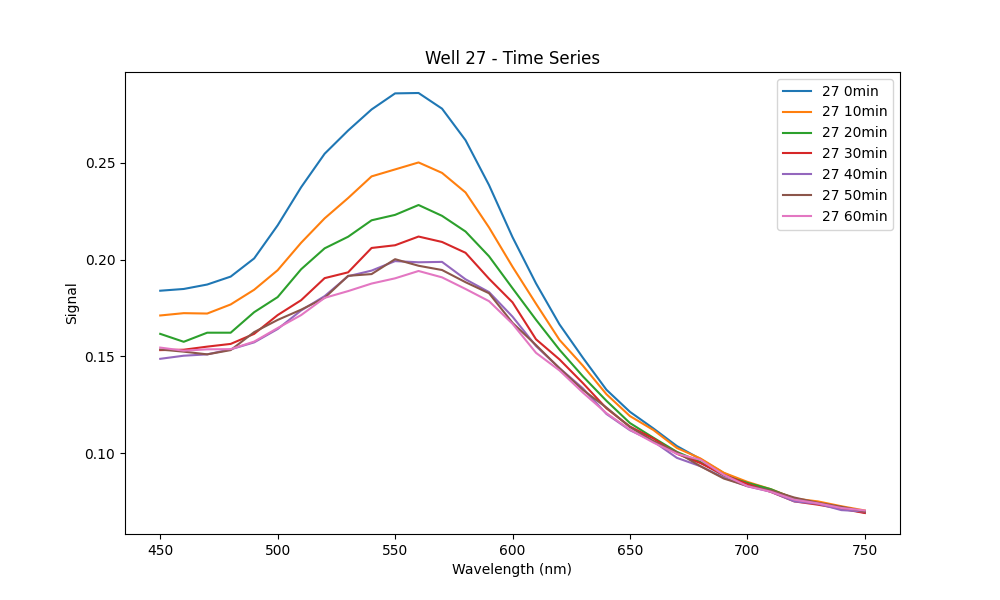 Well 27 - Time Series
27 0min
27 10min
27 20min
27 30min
27 40min
27 50min
27 60min
0.25
0.20
0.15
0.10
Signal
450 500 550 600 650 700 750
Wavelength (nm)